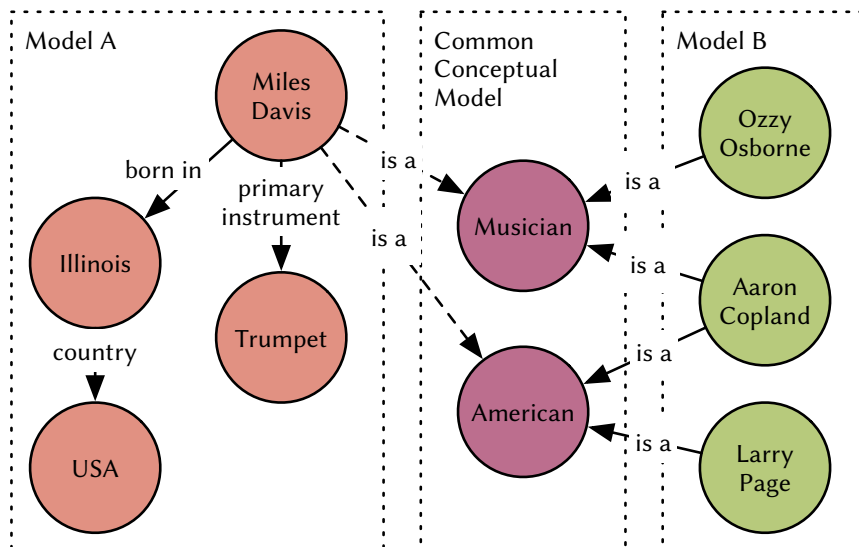 Model A
Miles
Davis
born in
primary
instrument
Illinois
Trumpet
country
USA
is a
is a
Common
Conceptual
Model
Musician
American
Model B
Ozzy
Osborne
is a
is a
Aaron
Copland
is a
is a
Larry
Page